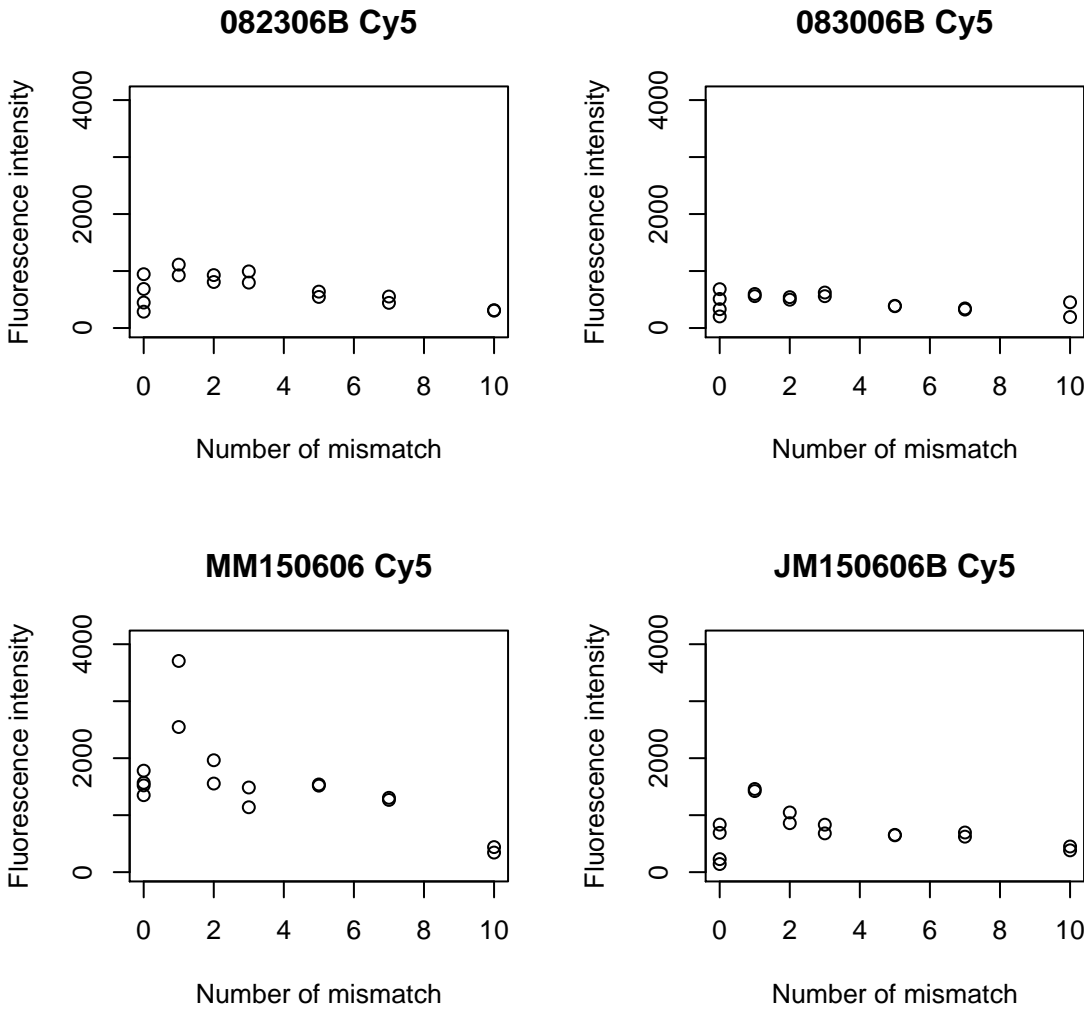 082306B Cy5
Fluorescence intensity
0 2000 4000
0 2 4 6 8 10
Number of mismatch
083006B Cy5
Fluorescence intensity
0 2000 4000
0 2 4 6 8 10
Number of mismatch
MM150606 Cy5
Fluorescence intensity
0 2000 4000
0 2 4 6 8 10
Number of mismatch
JM150606B Cy5
Fluorescence intensity
0 2000 4000
0 2 4 6 8 10
Number of mismatch